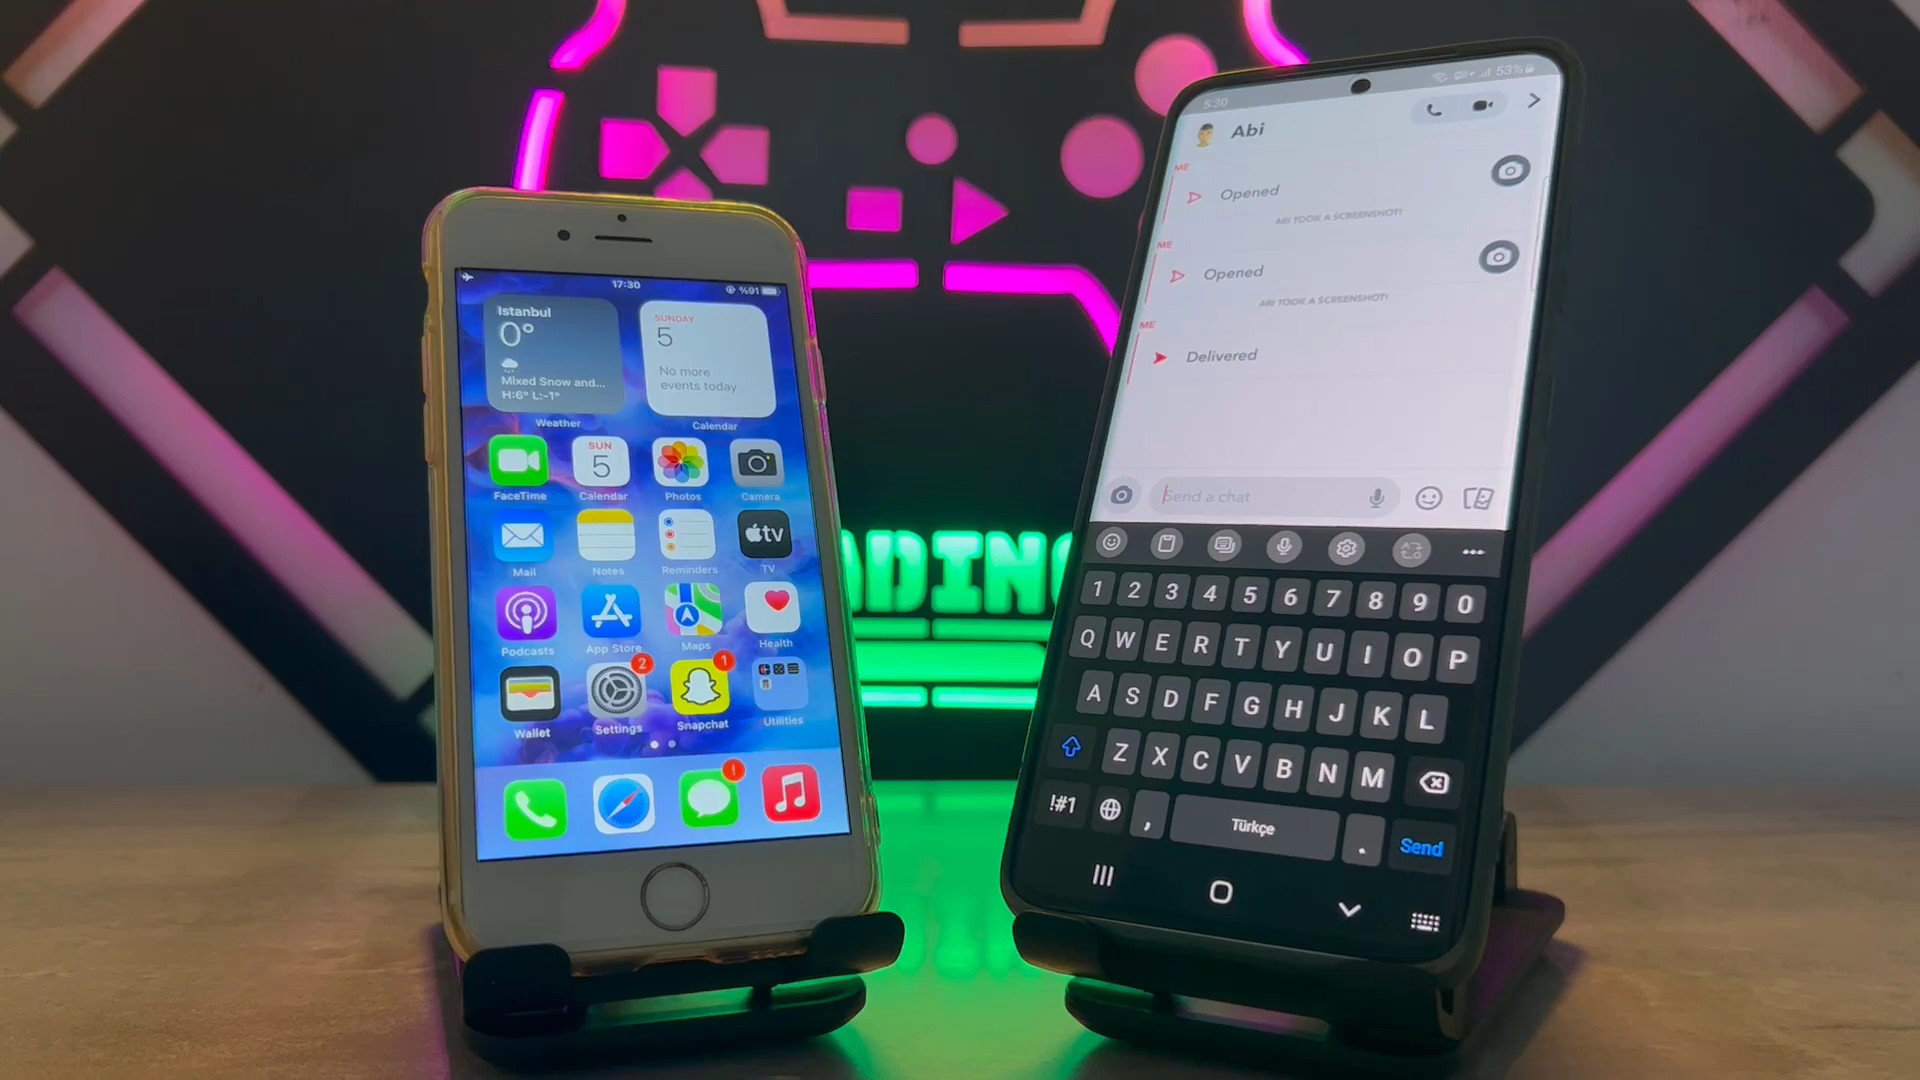 17:30
%91
Istanbul
0°
Mixed Snow and...
H:6° L:-1°
Weather
SUNDAY
5
No more
events today
Calendar
FaceTime
SUN
5
Calendar
Photos
Camera
Mail
Notes
Reminders
tv
TV
Podcasts
App Store
Maps
Health
Wallet
2
Settings
1
Snapchat
Utilities
!
ADING
5:30
53%
Abi
ME
Opened
ABI TOOK A SCREENSHOT!
ME
Opened
ABI TOOK A SCREENSHOT!
ME
Delivered
Send a chat
1 2 3 4 5 6 7 8 9 0
Q W E R T Y U I O P
A S D F G H J K L
Z X C V B N M
!#1 , Türkçe . Send